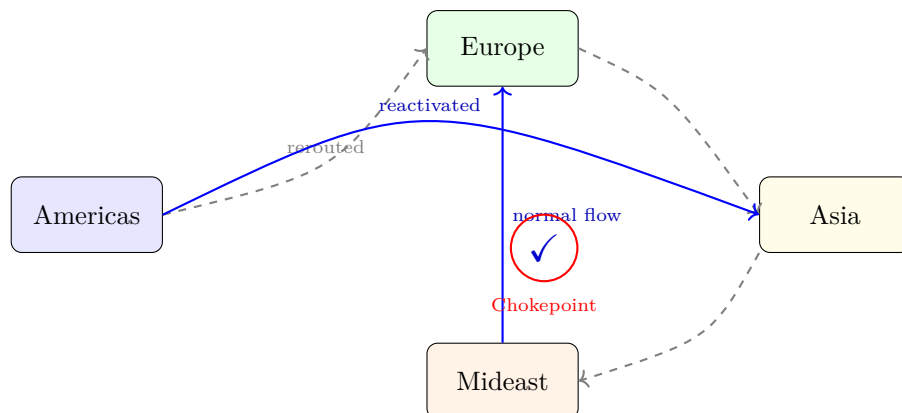 Europe
reactivated
rerouted
Americas
normal flow
Asia
✓
Chokepoint
Mideast